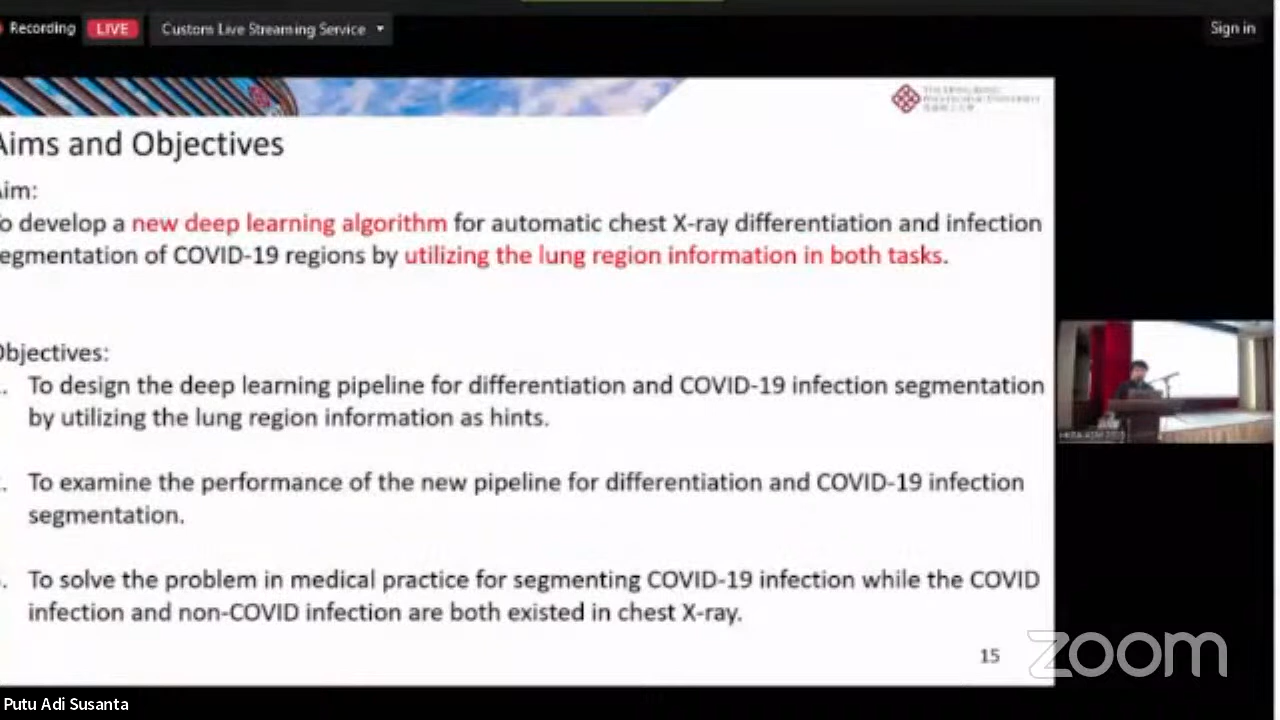 Recording LIVE Custom Live Streaming Service Sign in
Aims and Objectives
Aim:
To develop a new deep learning algorithm for automatic chest X-ray differentiation and infection
segmentation of COVID-19 regions by utilizing the lung region information in both tasks.
Objectives:
To design the deep learning pipeline for differentiation and COVID-19 infection segmentation
by utilizing the lung region information as hints.
To examine the performance of the new pipeline for differentiation and COVID-19 infection
segmentation.
To solve the problem in medical practice for segmenting COVID-19 infection while the COVID
infection and non-COVID infection are both existed in chest X-ray.
15
zoom
Putu Adi Susanta